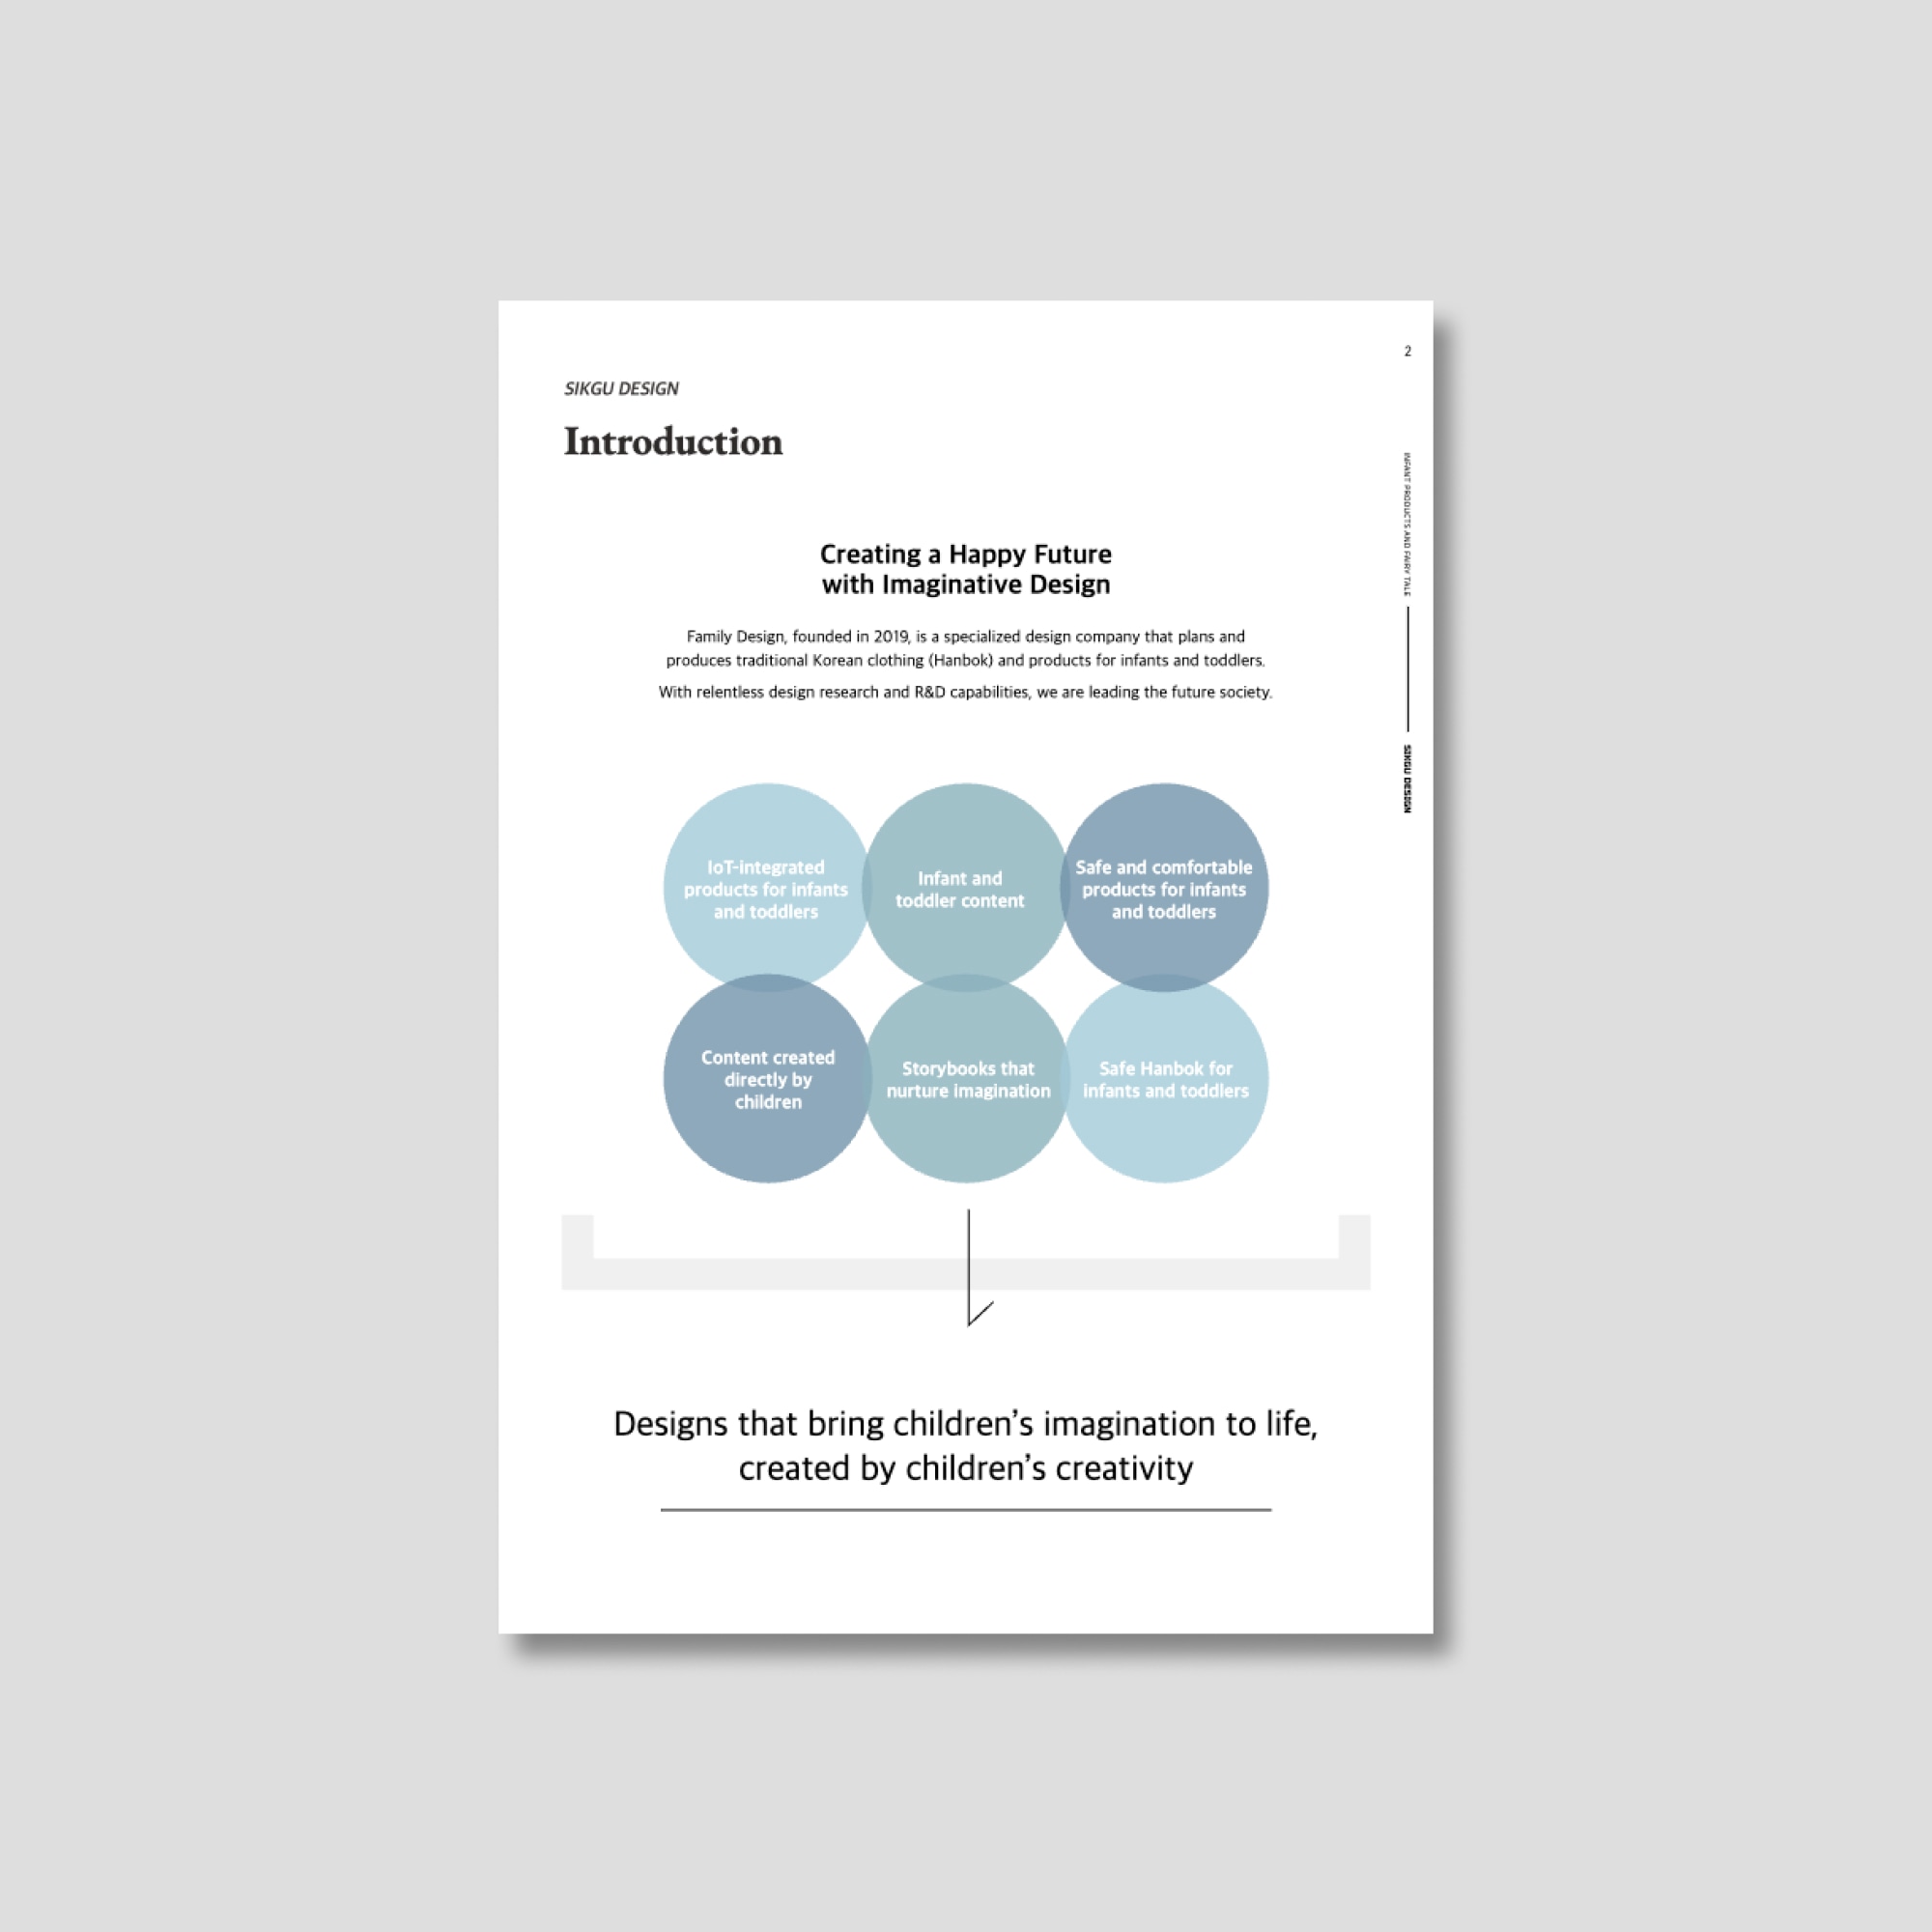 2
SIKGU DESIGN
Introduction
INFANT PRODUCTS AND FAIRY TALE
SIKGU DESIGN
Creating a Happy Future
with Imaginative Design
Family Design, founded in 2019, is a specialized design company that plans and
produces traditional Korean clothing (Hanbok) and products for infants and toddlers.
With relentless design research and R&D capabilities, we are leading the future society.
IoT-integrated
products for infants
and toddlers
Infant and
toddler content
Safe and comfortable
products for infants
and toddlers
Content created
directly by
children
Storybooks that
nurture imagination
Safe Hanbok for
infants and toddlers
Designs that bring children’s imagination to life,
created by children’s creativity